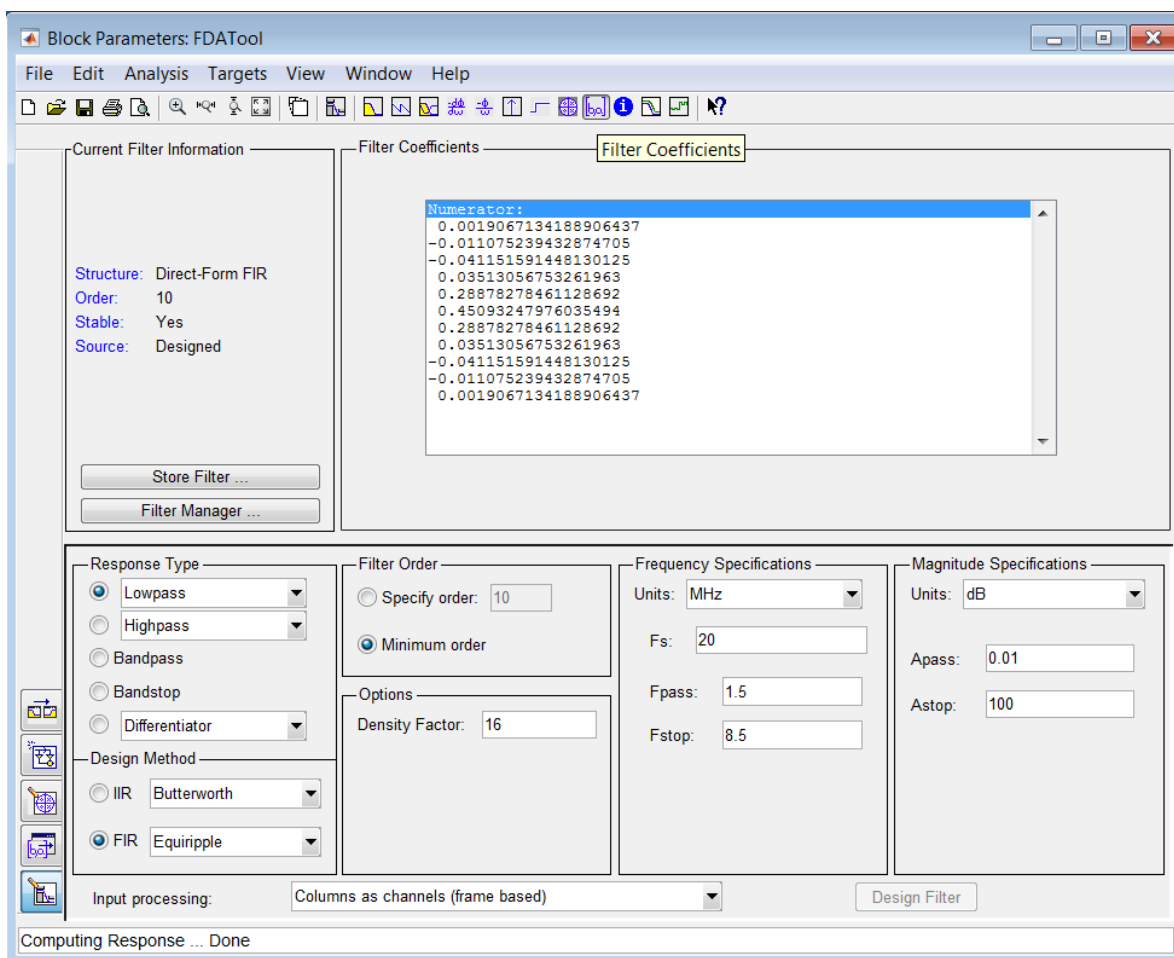 Block Parameters: FDATool
File Edit Analysis Targets View Window Help
Current Filter Information
Filter Coefficients
Filter Coefficients
Numerator:
0.0019067134188906437
-0.011075239432874705
-0.041151591448130125
0.03513056753261963
0.28878278461128692
0.45093247976035494
0.28878278461128692
0.03513056753261963
-0.041151591448130125
-0.011075239432874705
0.0019067134188906437
Structure: Direct-Form FIR
Order: 10
Stable: Yes
Source: Designed
Store Filter ...
Filter Manager ...
Response Type
Lowpass
Highpass
Bandpass
Bandstop
Differentiator
Design Method
IIR Butterworth
FIR Equiripple
Filter Order
Specify order: 10
Minimum order
Options
Density Factor: 16
Frequency Specifications
Units: MHz
Fs: 20
Fpass: 1.5
Fstop: 8.5
Magnitude Specifications
Units: dB
Apass: 0.01
Astop: 100
Input processing: Columns as channels (frame based)
Design Filter
Computing Response ... Done